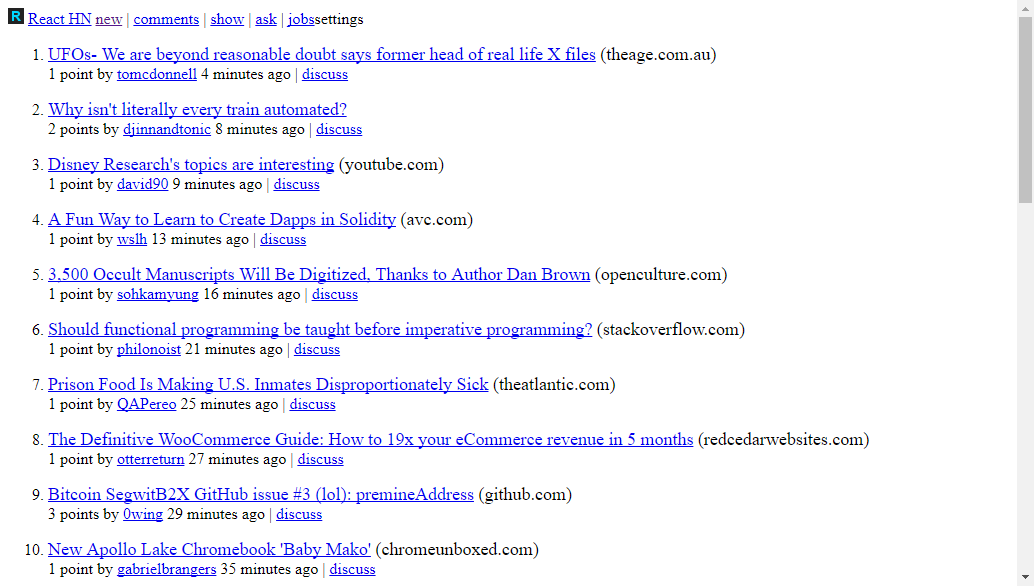 R React HN new | comments | show | ask | jobssettings
1. UFOs- We are beyond reasonable doubt says former head of real life X files (theage.com.au)
1 point by tomcdonnell 4 minutes ago | discuss
2. Why isn't literally every train automated?
2 points by djinnandtonic 8 minutes ago | discuss
3. Disney Research's topics are interesting (youtube.com)
1 point by david90 9 minutes ago | discuss
4. A Fun Way to Learn to Create Dapps in Solidity (avc.com)
1 point by wslh 13 minutes ago | discuss
5. 3,500 Occult Manuscripts Will Be Digitized, Thanks to Author Dan Brown (openculture.com)
1 point by sohkamyung 16 minutes ago | discuss
6. Should functional programming be taught before imperative programming? (stackoverflow.com)
1 point by philonoist 21 minutes ago | discuss
7. Prison Food Is Making U.S. Inmates Disproportionately Sick (theatlantic.com)
1 point by QAPereo 25 minutes ago | discuss
8. The Definitive WooCommerce Guide: How to 19x your eCommerce revenue in 5 months (redcedarwebsites.com)
1 point by otterreturn 27 minutes ago | discuss
9. Bitcoin SegwitB2X GitHub issue #3 (lol): premineAddress (github.com)
3 points by 0wing 29 minutes ago | discuss
10. New Apollo Lake Chromebook 'Baby Mako' (chromeunboxed.com)
1 point by gabrielbrangers 35 minutes ago | discuss